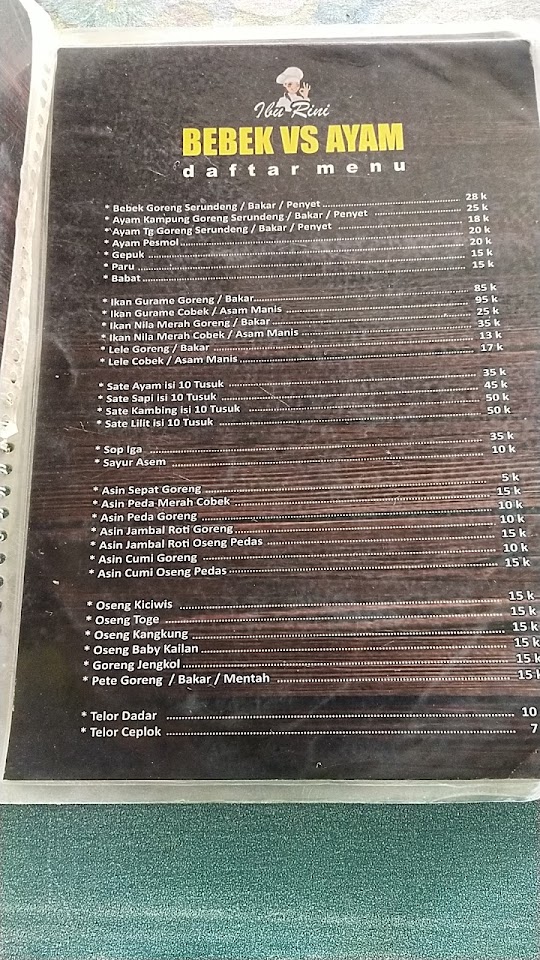 Ibu Rini
BEBEK VS AYAM
daftar menu
* Bebek Goreng Serundeng / Bakar / Penyet 28 k
* Ayam Kampung Goreng Serundeng / Bakar / Penyet 25 k
* Ayam Tg Goreng Serundeng / Bakar / Penyet 18 k
* Ayam Pesmol 20 k
* Gepuk 20 k
* Paru 15 k
* Babat 15 k
* Ikan Gurame Goreng / Bakar 85 k
* Ikan Gurame Cobek / Asam Manis 95 k
* Ikan Nila Merah Goreng / Bakar 25 k
* Ikan Nila Merah Cobek / Asam Manis 35 k
* Lele Goreng / Bakar 13 k
* Lele Cobek / Asam Manis 17 k
* Sate Ayam isi 10 Tusuk 35 k
* Sate Sapi isi 10 Tusuk 45 k
* Sate Kambing isi 10 Tusuk 50 k
* Sate Lilit isi 10 Tusuk 50 k
* Sop Iga 35 k
* Sayur Asem 10 k
* Asin Sepat Goreng 5 k
* Asin Peda Merah Cobek 15 k
* Asin Peda Goreng 10 k
* Asin Jambal Roti Goreng 10 k
* Asin Jambal Roti Oseng Pedas 15 k
* Asin Cumi Goreng 10 k
* Asin Cumi Oseng Pedas 15 k
* Oseng Kiciwis 15 k
* Oseng Toge 15 k
* Oseng Kangkung 15 k
* Oseng Baby Kailan 15 k
* Goreng Jengkol 15 k
* Pete Goreng / Bakar / Mentah 15 k
* Telor Dadar 10
* Telor Ceplok 7